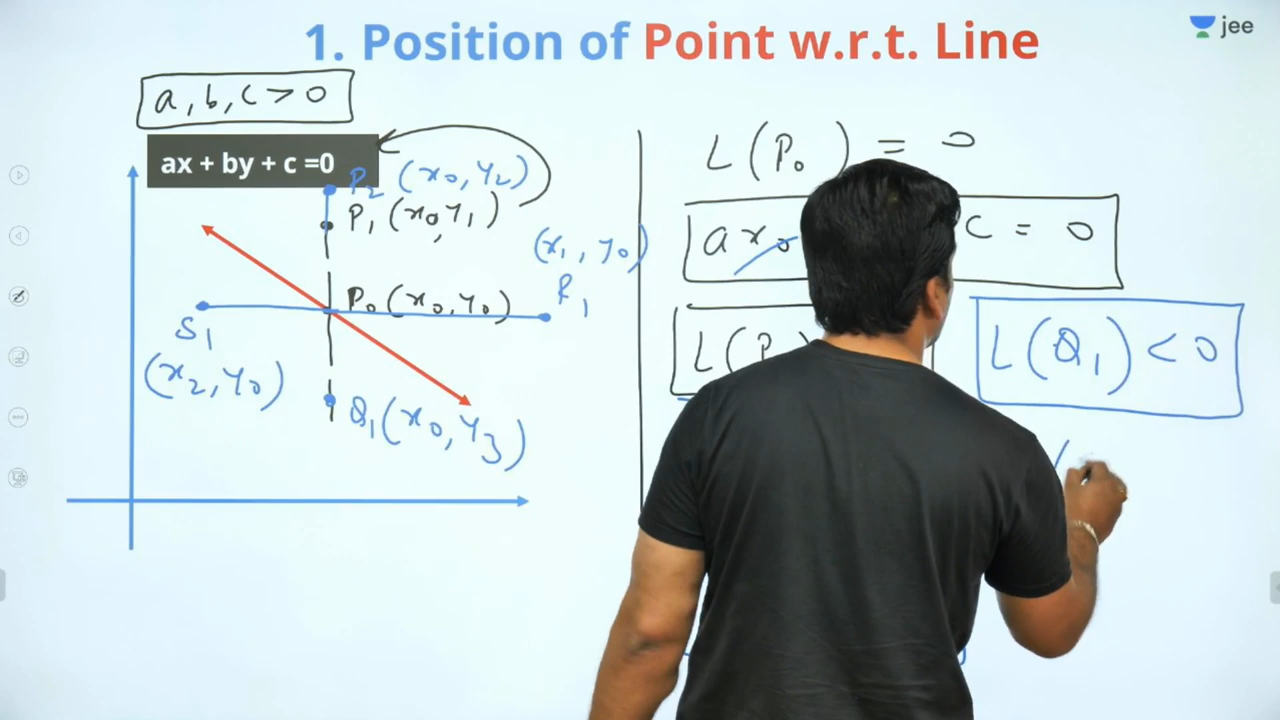 1. Position of Point w.r.t. Line
jee
a, b, c > 0
ax + by + c =0
P₂ (x₀, y₂)
P₁ (x₀, y₁)
(x₁, y₀)
R₁
P₀ (x₀, y₀)
S₁
(x₂, y₀)
Q₁ (x₀, y₃)
L (P₀) = 0
ax₀ c = 0
L (P
L (Q₁) < 0